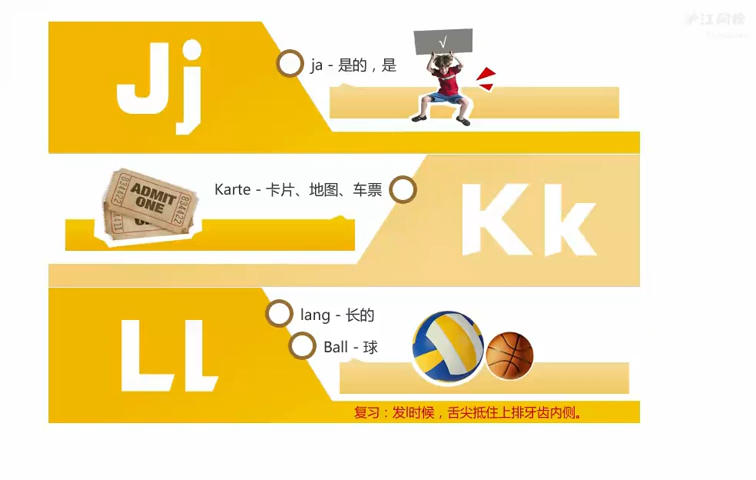 沪江网校
Jj
ja - 是的，是
√
Karte - 卡片、地图、车票
ADMIT
ONE
834422
834422
Kk
Ll
lang - 长的
Ball - 球
复习：发l时候，舌尖抵住上排牙齿内侧。